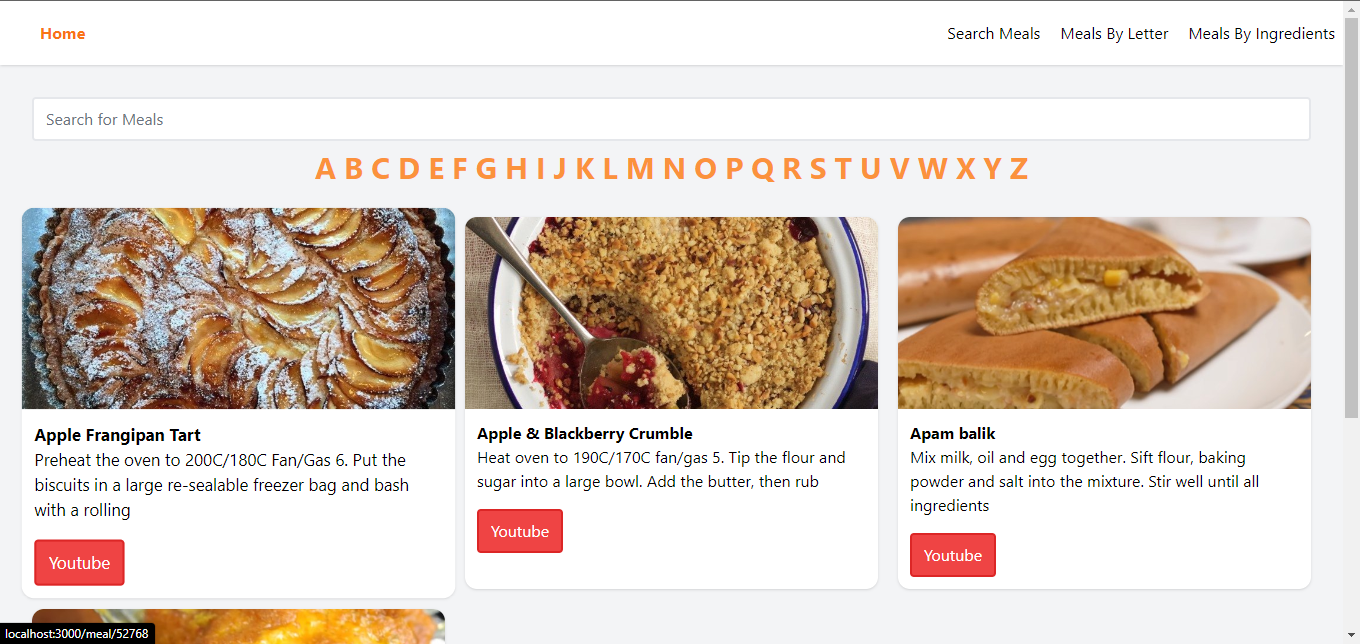 Home
Search Meals Meals By Letter Meals By Ingredients
Search for Meals
A B C D E F G H I J K L M N O P Q R S T U V W X Y Z
Apple Frangipan Tart
Preheat the oven to 200C/180C Fan/Gas 6. Put the
biscuits in a large re-sealable freezer bag and bash
with a rolling
Youtube
Apple & Blackberry Crumble
Heat oven to 190C/170C fan/gas 5. Tip the flour and
sugar into a large bowl. Add the butter, then rub
Youtube
Apam balik
Mix milk, oil and egg together. Sift flour, baking
powder and salt into the mixture. Stir well until all
ingredients
Youtube
localhost:3000/meal/52768